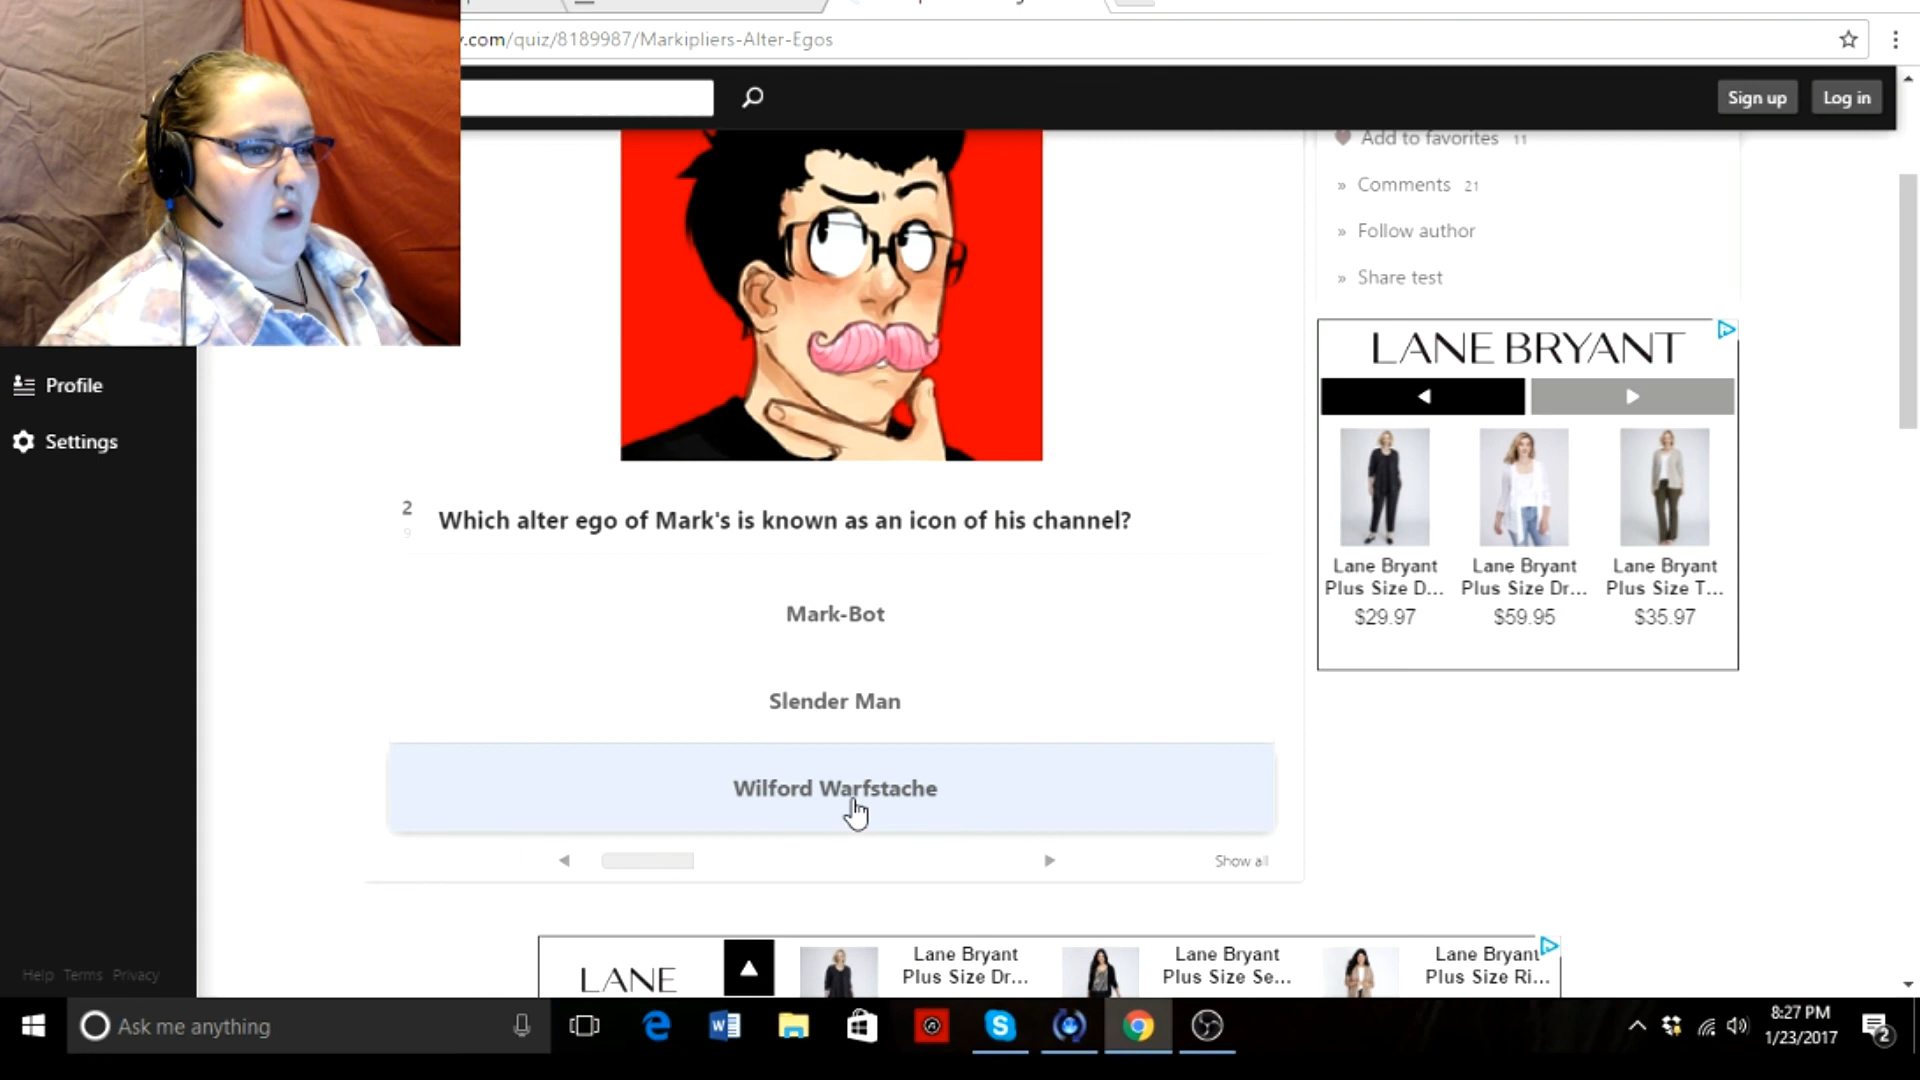 .com/quiz/8189987/Markipliers-Alter-Egos
Sign up
Log in
Add to favorites 11
» Comments 21
» Follow author
» Share test
Profile
Settings
LANE BRYANT
Lane Bryant
Plus Size D...
$29.97
Lane Bryant
Plus Size Dr...
$59.95
Lane Bryant
Plus Size T...
$35.97
2
9
Which alter ego of Mark's is known as an icon of his channel?
Mark-Bot
Slender Man
Wilford Warfstache
Show all
Help Terms Privacy
LANE
Lane Bryant
Plus Size Dr...
Lane Bryant
Plus Size Se...
Lane Bryant
Plus Size Ri...
Ask me anything
8:27 PM
1/23/2017
2